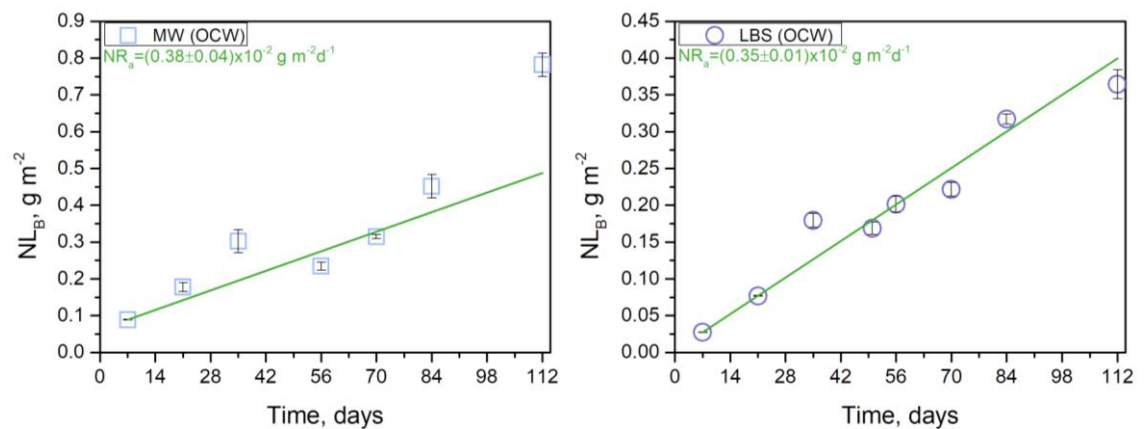 MW (OCW)
NRₐ=(0.38±0.04)x10⁻² g m⁻²d⁻¹
0.9
0.8
0.7
0.6
0.5
0.4
0.3
0.2
0.1
0.0
NL_B, g m⁻²
0 14 28 42 56 70 84 98 112
Time, days
LBS (OCW)
NRₐ=(0.35±0.01)x10⁻² g m⁻²d⁻¹
0.45
0.40
0.35
0.30
0.25
0.20
0.15
0.10
0.05
0.00
NL_B, g m⁻²
0 14 28 42 56 70 84 98 112
Time, days